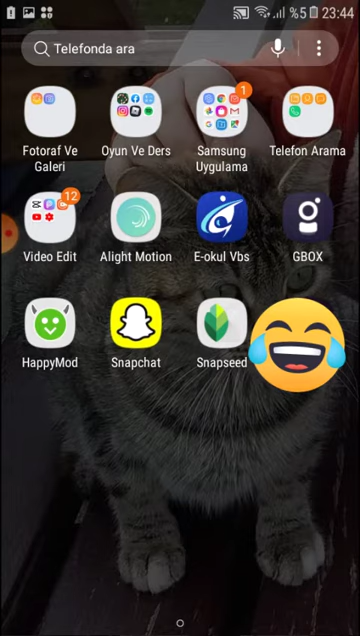 %5 23:44
Telefonda ara
Fotoraf Ve
Galeri
Oyun Ve Ders
1
Samsung
Uygulama
Telefon Arama
12
Video Edit
Alight Motion
E-okul Vbs
GBOX
HappyMod
Snapchat
Snapseed